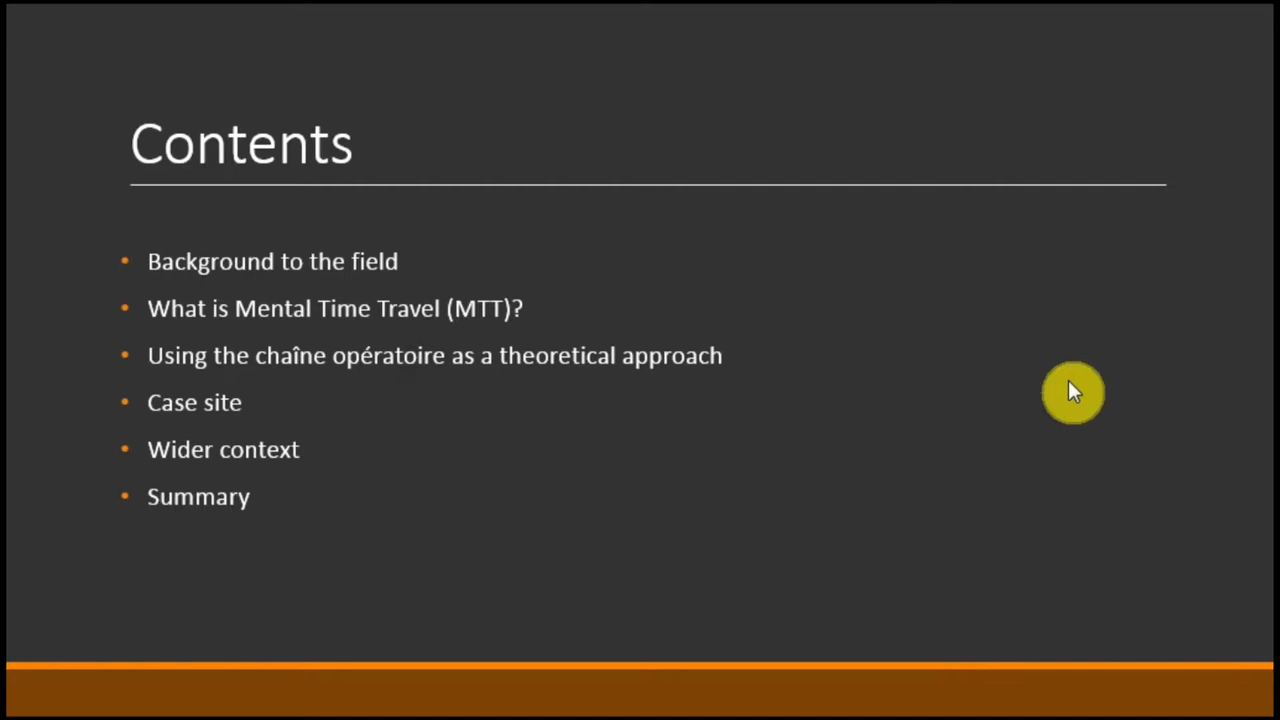 Contents
Background to the field
What is Mental Time Travel (MTT)?
Using the chaîne opératoire as a theoretical approach
Case site
Wider context
Summary